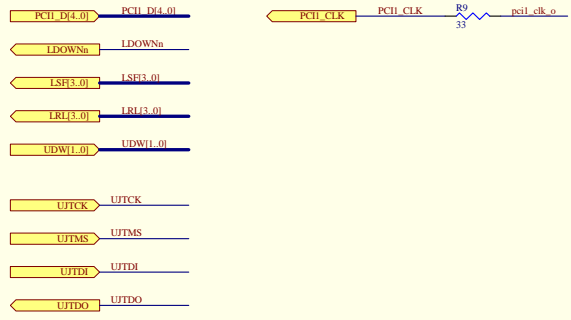 PCI1_D[4..0] PCI1_D[4..0]
LDOWNn LDOWNn
LSF[3..0] LSF[3..0]
LRL[3..0] LRL[3..0]
UDW[1..0] UDW[1..0]
UJTCK UJTCK
UJTMS UJTMS
UJTDI UJTDI
UJTDO UJTDO
PCI1_CLK PCI1_CLK R9 pci1_clk_o
33